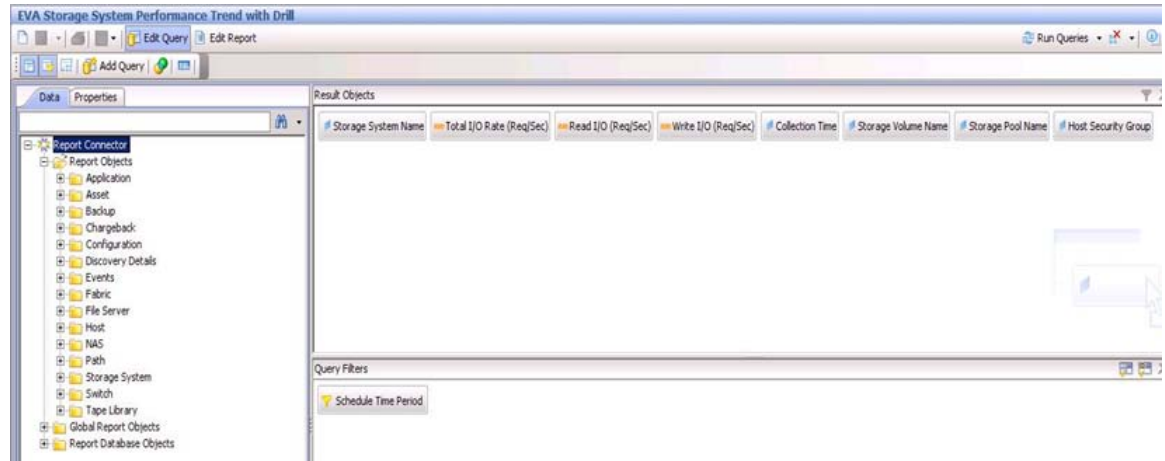 EVA Storage System Performance Trend with Drill
Edit Query Edit Report Run Queries
Add Query
Data Properties
Report Connector
Report Objects
Application
Asset
Backup
Chargeback
Configuration
Discovery Details
Events
Fabric
File Server
Host
NAS
Path
Storage System
Switch
Tape Library
Global Report Objects
Report Database Objects
Result Objects
Storage System Name Total I/O Rate (Req/Sec) Read I/O (Req/Sec) Write I/O (Req/Sec) Collection Time Storage Volume Name Storage Pool Name Host Security Group
Query Filters
Schedule Time Period